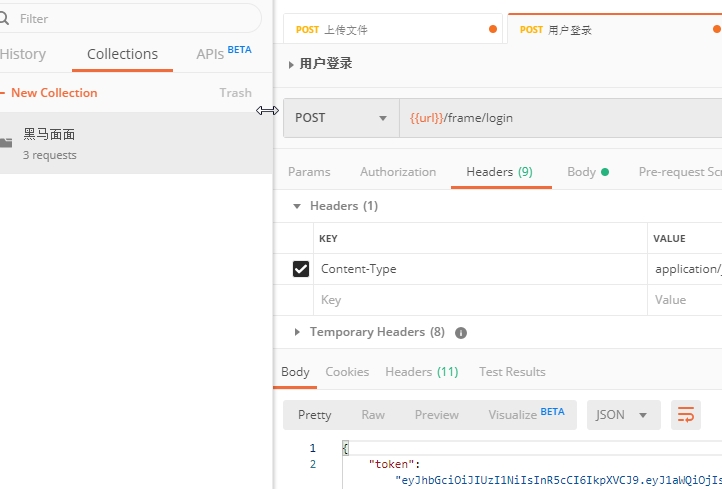 Filter
History Collections APIs BETA
New Collection Trash
黑马面面
3 requests
POST 上传文件 POST 用户登录
用户登录
POST {{url}}/frame/login
Params Authorization Headers (9) Body Pre-request Scr
Headers (1)
KEY VALUE
Content-Type application/j
Key Value
Temporary Headers (8)
Body Cookies Headers (11) Test Results
Pretty Raw Preview Visualize BETA JSON
1 {
2 "token":
"eyJhbGciOiJIUzI1NiIsInR5cCI6IkpXVCJ9.eyJ1aWQiOjIs